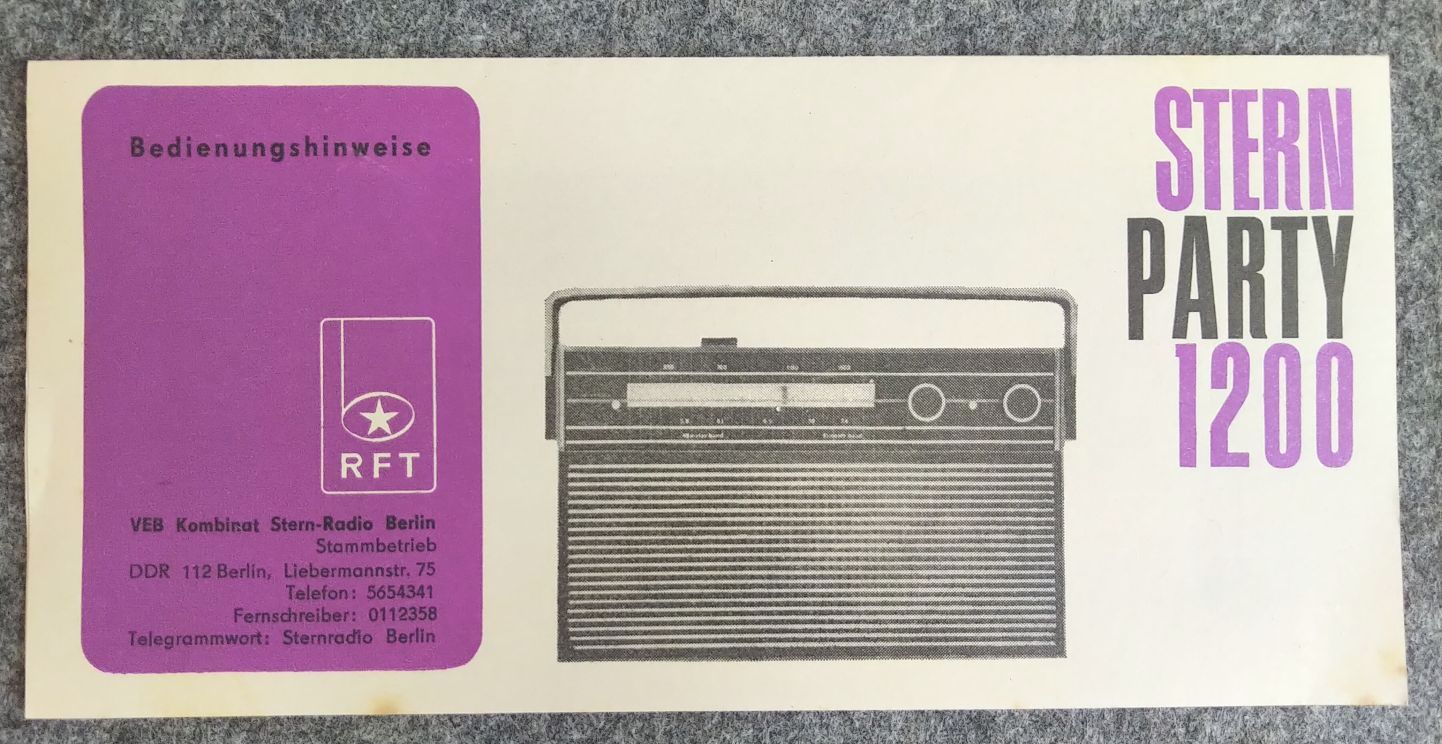 Bedienungshinweise
RFT
VEB Kombinat Stern-Radio Berlin
Stammbetrieb
DDR 112 Berlin, Liebermannstr. 75
Telefon: 5654341
Fernschreiber: 0112358
Telegrammwort: Sternradio Berlin
STERN
PARTY
1200